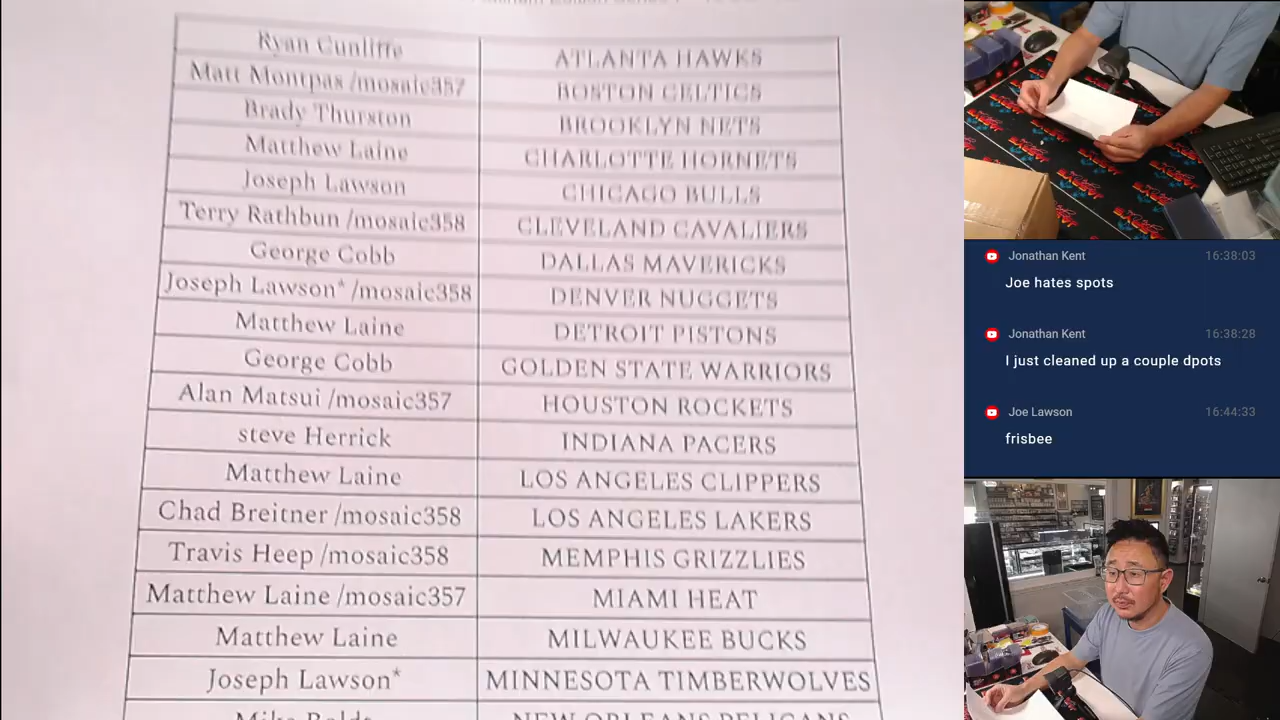 Ryan Cunliffe ATLANTA HAWKS
Matt Montpas /mosaic357 BOSTON CELTICS
Brady Thurston BROOKLYN NETS
Matthew Laine CHARLOTTE HORNETS
Joseph Lawson CHICAGO BULLS
Terry Rathbun /mosaic358 CLEVELAND CAVALIERS
George Cobb DALLAS MAVERICKS
Joseph Lawson* /mosaic358 DENVER NUGGETS
Matthew Laine DETROIT PISTONS
George Cobb GOLDEN STATE WARRIORS
Alan Matsui /mosaic357 HOUSTON ROCKETS
steve Herrick INDIANA PACERS
Matthew Laine LOS ANGELES CLIPPERS
Chad Breitner /mosaic358 LOS ANGELES LAKERS
Travis Heep /mosaic358 MEMPHIS GRIZZLIES
Matthew Laine /mosaic357 MIAMI HEAT
Matthew Laine MILWAUKEE BUCKS
Joseph Lawson* MINNESOTA TIMBERWOLVES
NEW ORLEANS PELICANS
Jonathan Kent 16:38:03
Joe hates spots
Jonathan Kent 16:38:28
I just cleaned up a couple dpots
Joe Lawson 16:44:33
frisbee